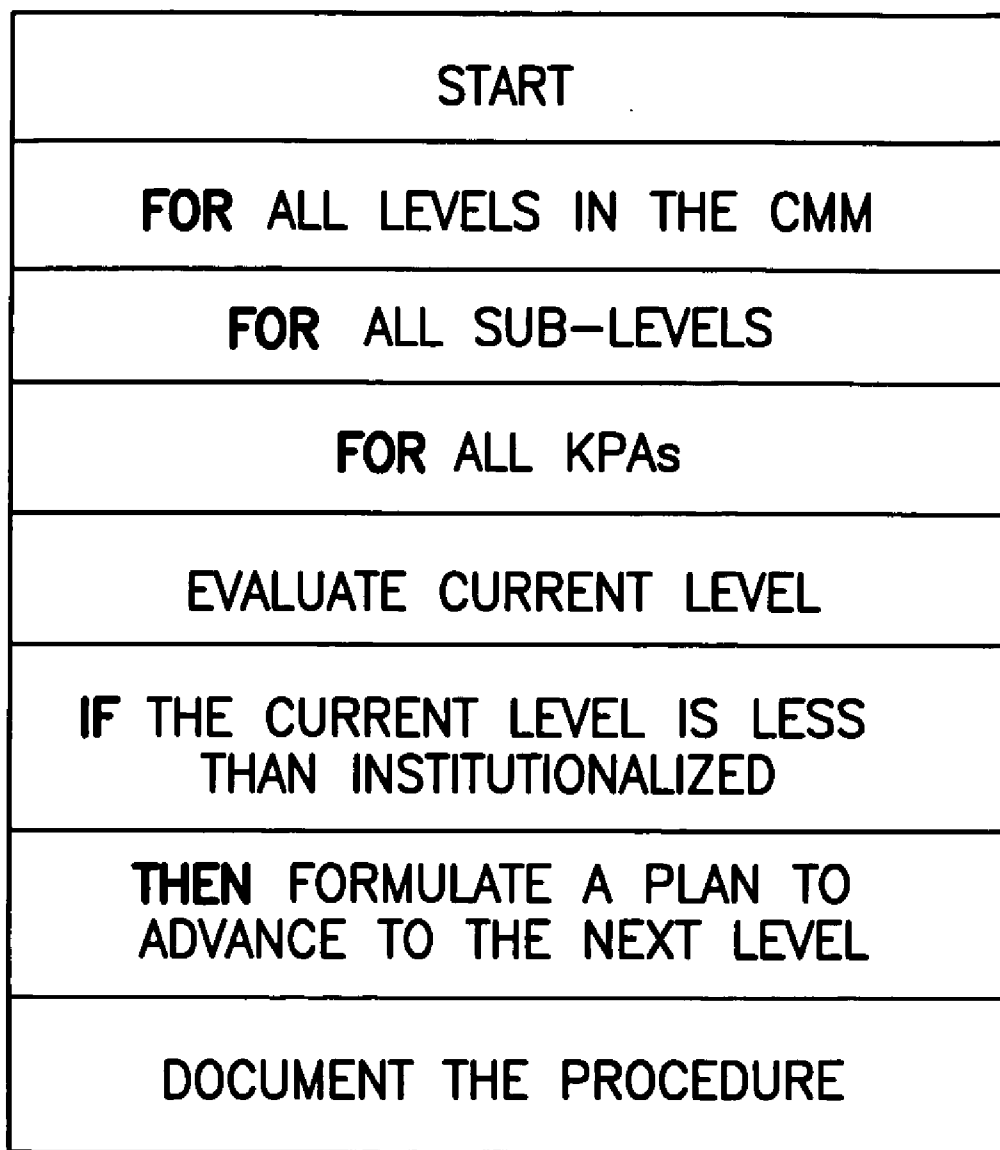 START
FOR ALL LEVELS IN THE CMM
FOR ALL SUB-LEVELS
FOR ALL KPAs
EVALUATE CURRENT LEVEL
IF THE CURRENT LEVEL IS LESS
THAN INSTITUTIONALIZED
THEN FORMULATE A PLAN TO
ADVANCE TO THE NEXT LEVEL
DOCUMENT THE PROCEDURE